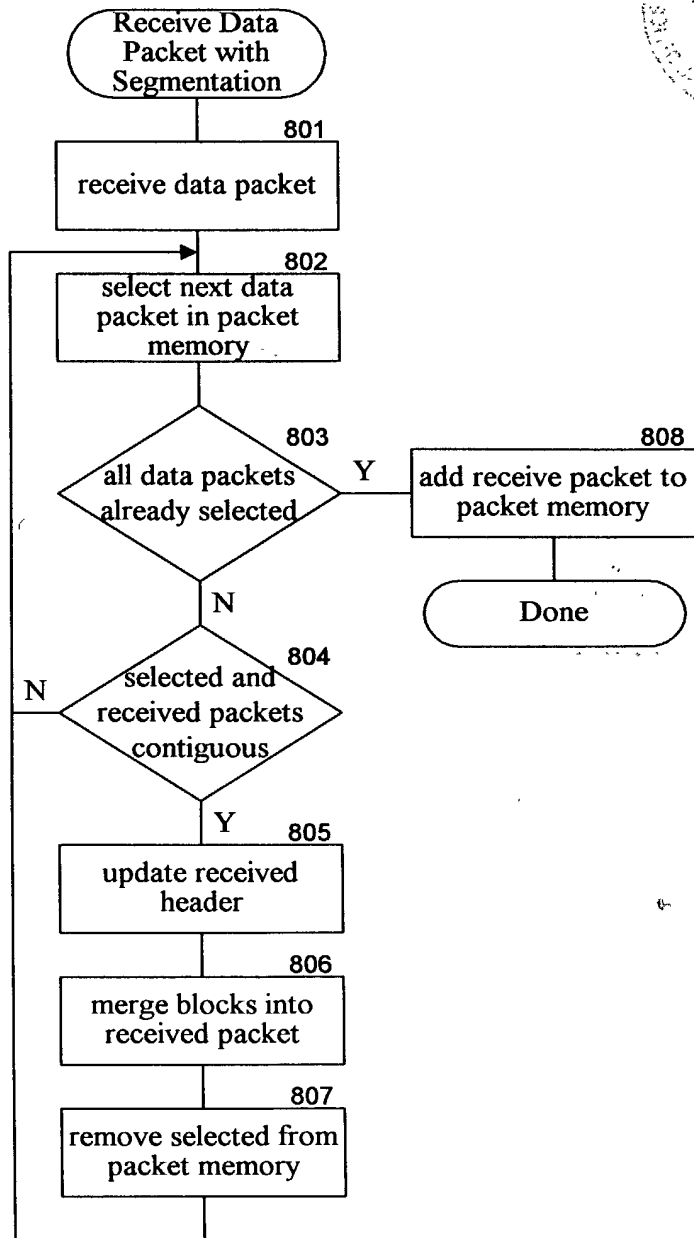 Receive Data
Packet with
Segmentation
801
receive data packet
802
select next data
packet in packet
memory
803
all data packets
already selected
Y
808
add receive packet to
packet memory
Done
N
804
selected and
received packets
contiguous
N
Y
805
update received
header
806
merge blocks into
received packet
807
remove selected from
packet memory